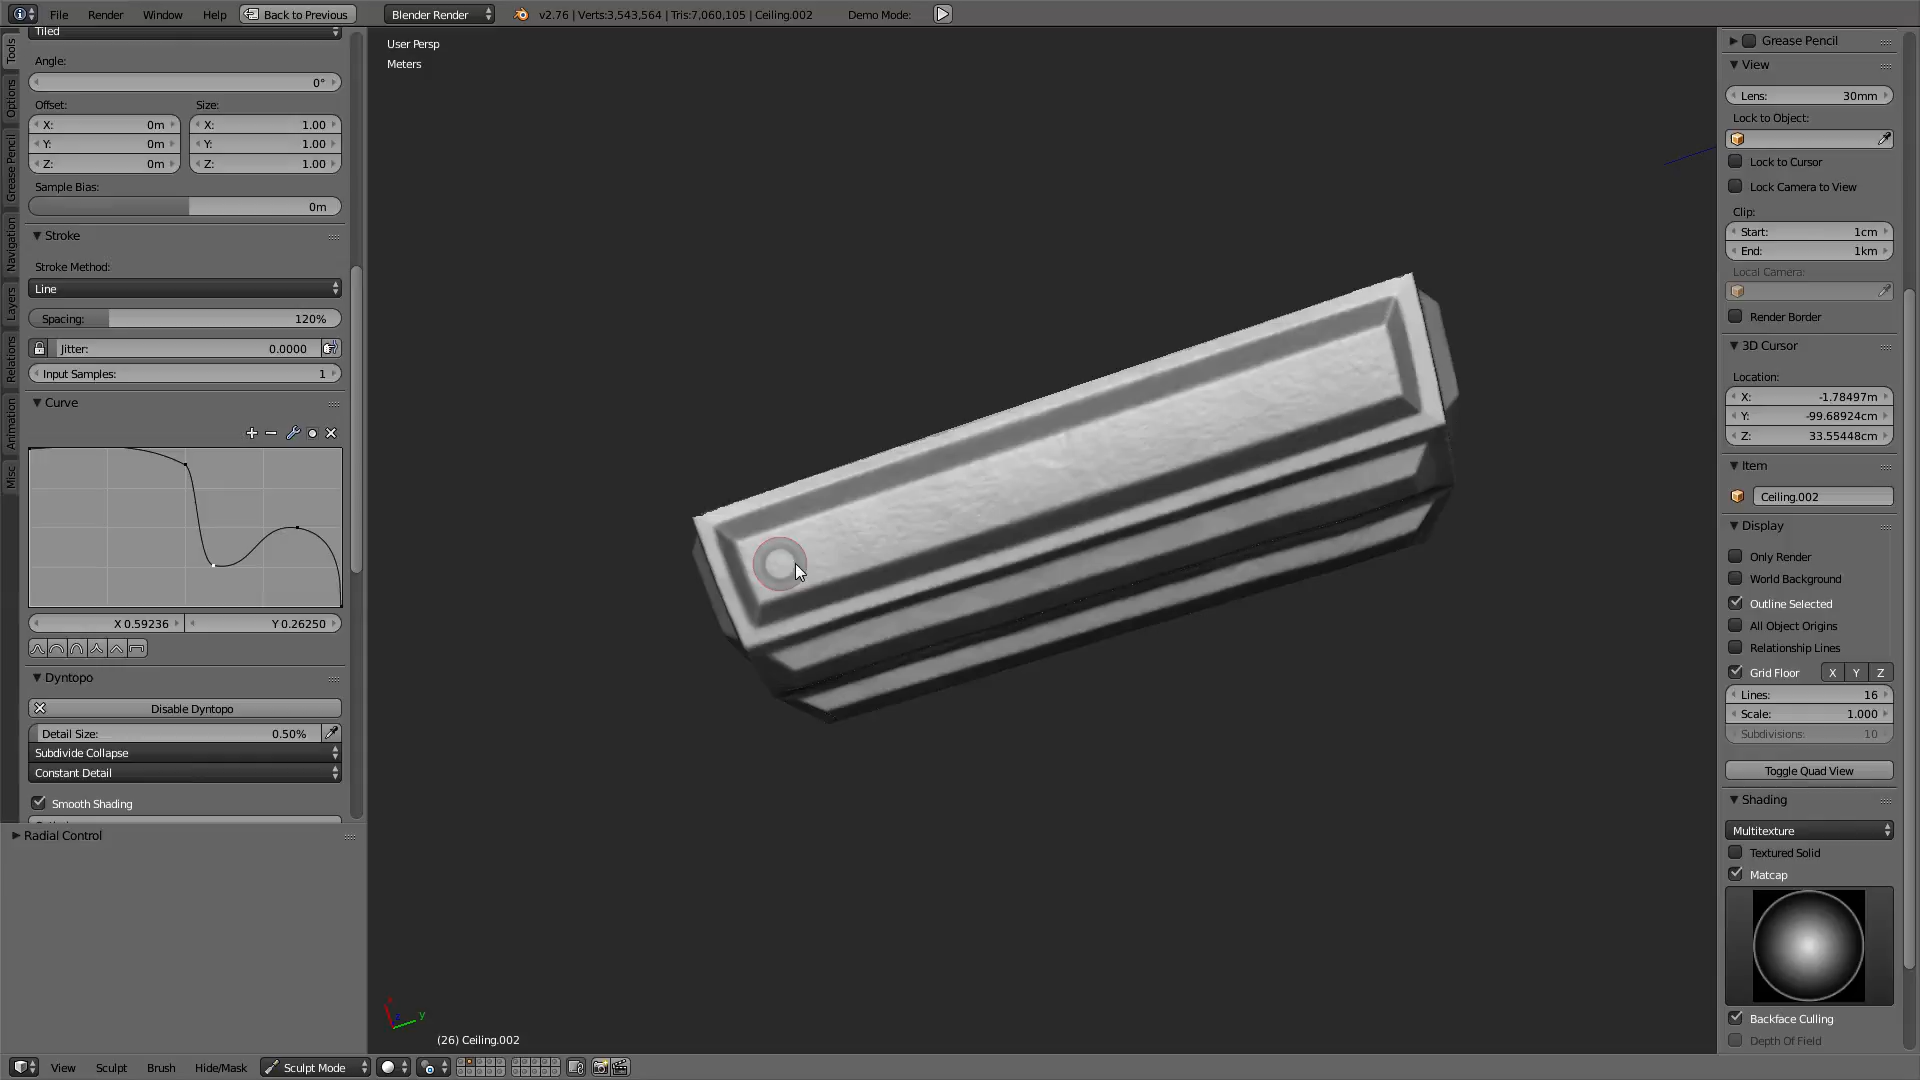 File Render Window Help Back to Previous Blender Render v2.76 | Verts:3,543,564 | Tris:7,060,105 | Ceiling.002 Demo Mode:
Tools
Options
Grease Pencil
Navigation
Layers
Relations
Animation
Misc
Tiled
Angle:
0°
Offset: Size:
X: 0m X: 1.00
Y: 0m Y: 1.00
Z: 0m Z: 1.00
Sample Bias:
0m
Stroke
Stroke Method:
Line
Spacing: 120%
Jitter: 0.0000
Input Samples: 1
Curve
X 0.59236 Y 0.26250
Dyntopo
Disable Dyntopo
Detail Size: 0.50%
Subdivide Collapse
Constant Detail
Smooth Shading
Radial Control
User Persp
Meters
y
(26) Ceiling.002
Grease Pencil
View
Lens: 30mm
Lock to Object:
Lock to Cursor
Lock Camera to View
Clip:
Start: 1cm
End: 1km
Local Camera:
Render Border
3D Cursor
Location:
X: -1.78497m
Y: -99.68924cm
Z: 33.55448cm
Item
Ceiling.002
Display
Only Render
World Background
Outline Selected
All Object Origins
Relationship Lines
Grid Floor X Y Z
Lines: 16
Scale: 1.000
Subdivisions: 10
Toggle Quad View
Shading
Multitexture
Textured Solid
Matcap
Backface Culling
Depth Of Field
View Sculpt Brush Hide/Mask Sculpt Mode